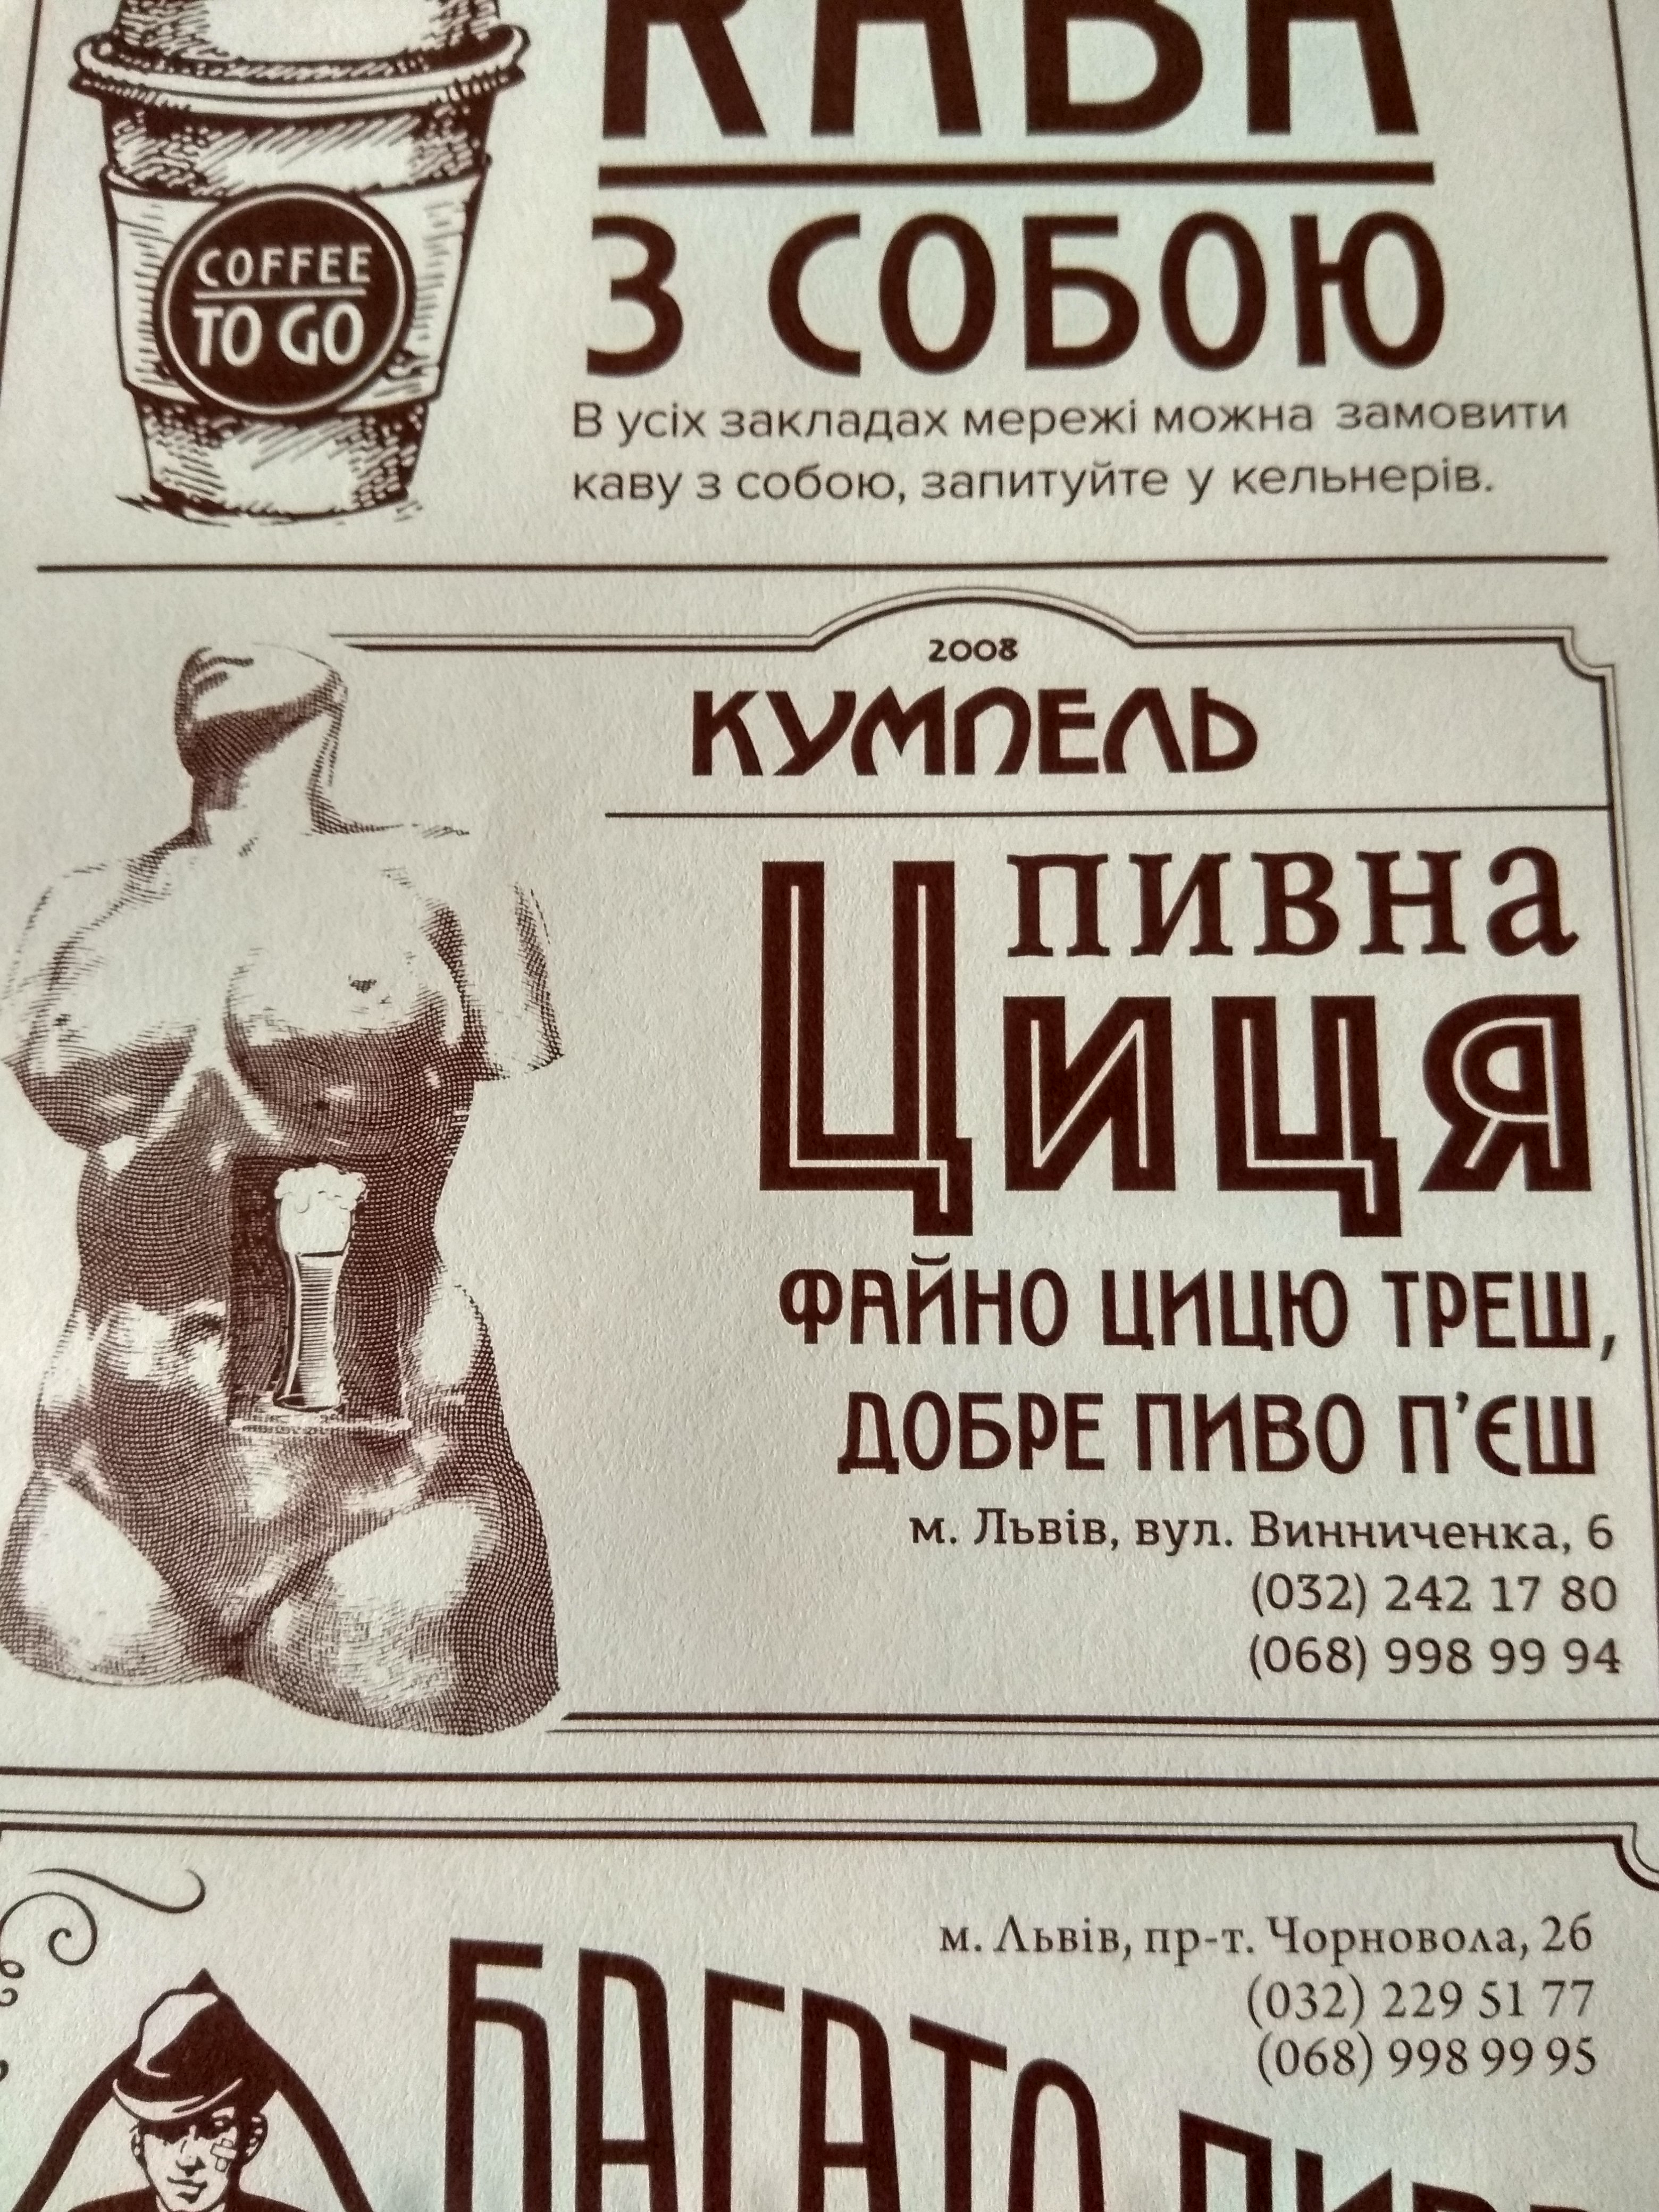 COFFEE
TO GO
КАВА
З СОБОЮ
В усіх закладах мережі можна замовити
каву з собою, запитуйте у кельнерів.
2008
КУМПЕЛЬ
пивна
Циця
ФАЙНО ЦИЦЮ ТРЕШ,
ДОБРЕ ПИВО П'ЄШ
м. Львів, вул. Винниченка, 6
(032) 242 17 80
(068) 998 99 94
м. Львів, пр-т. Чорновола, 2б
(032) 229 51 77
(068) 998 99 95
БАГАТО